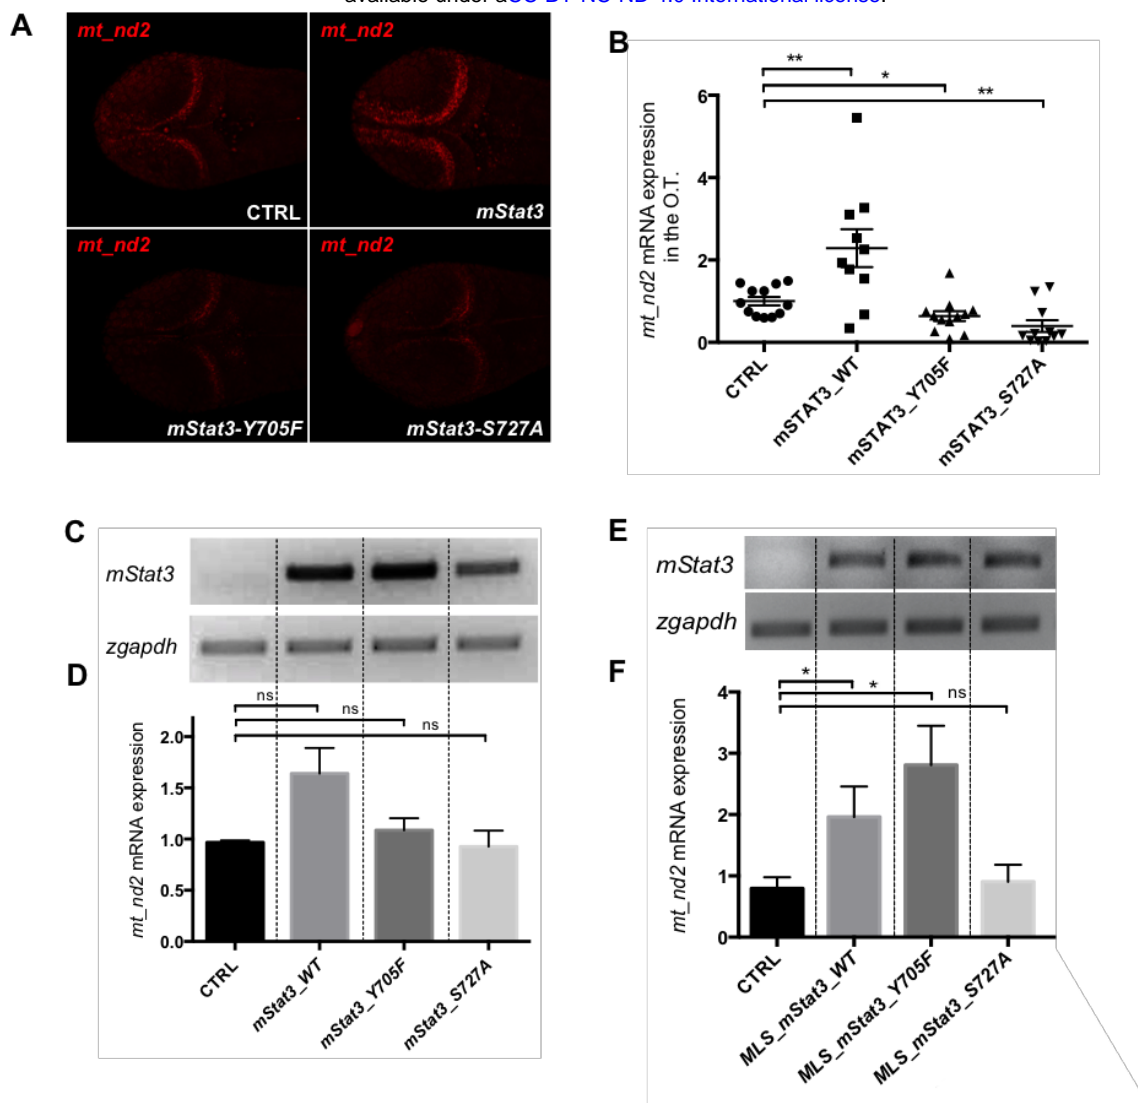 A
mt_nd2
mt_nd2
CTRL
mStat3
mt_nd2
mt_nd2
mStat3-Y705F
mStat3-S727A
B
**
*
**
6
4
2
0
mt_nd2 mRNA expression
in the O.T.
CTRL
mSTAT3_WT
mSTAT3_Y705F
mSTAT3_S727A
C
mStat3
zgapdh
D
ns
ns
ns
2.0
1.5
1.0
0.5
0.0
mt_nd2 mRNA expression
CTRL
mStat3_WT
mStat3_Y705F
mStat3_S727A
E
mStat3
zgapdh
F
*
*
ns
4
3
2
1
0
mt_nd2 mRNA expression
CTRL
MLS_mStat3_WT
MLS_mStat3_Y705F
MLS_mStat3_S727A